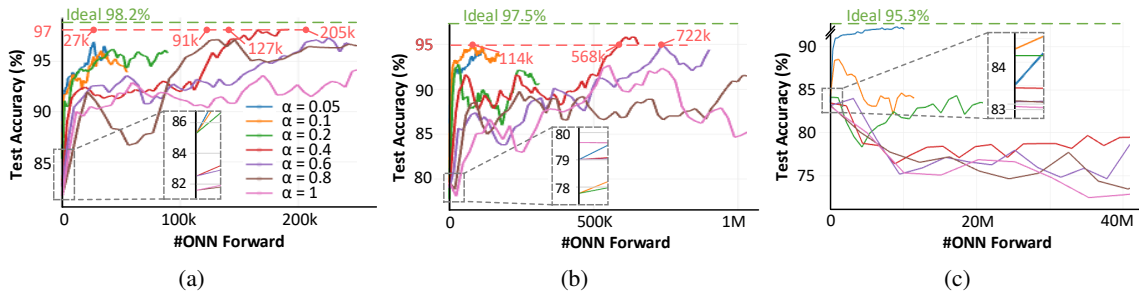 Ideal 98.2%
97
27k
91k
127k
205k
95
90
85
Test Accuracy (%)
α = 0.05
α = 0.1
α = 0.2
α = 0.4
α = 0.6
α = 0.8
α = 1
86
84
82
0
100k
200k
#ONN Forward
(a)
Ideal 97.5%
95
114k
568k
722k
90
85
80
Test Accuracy (%)
80
79
78
0
500k
1M
#ONN Forward
(b)
Ideal 95.3%
90
85
80
75
Test Accuracy (%)
84
83
0
20M
40M
#ONN Forward
(c)